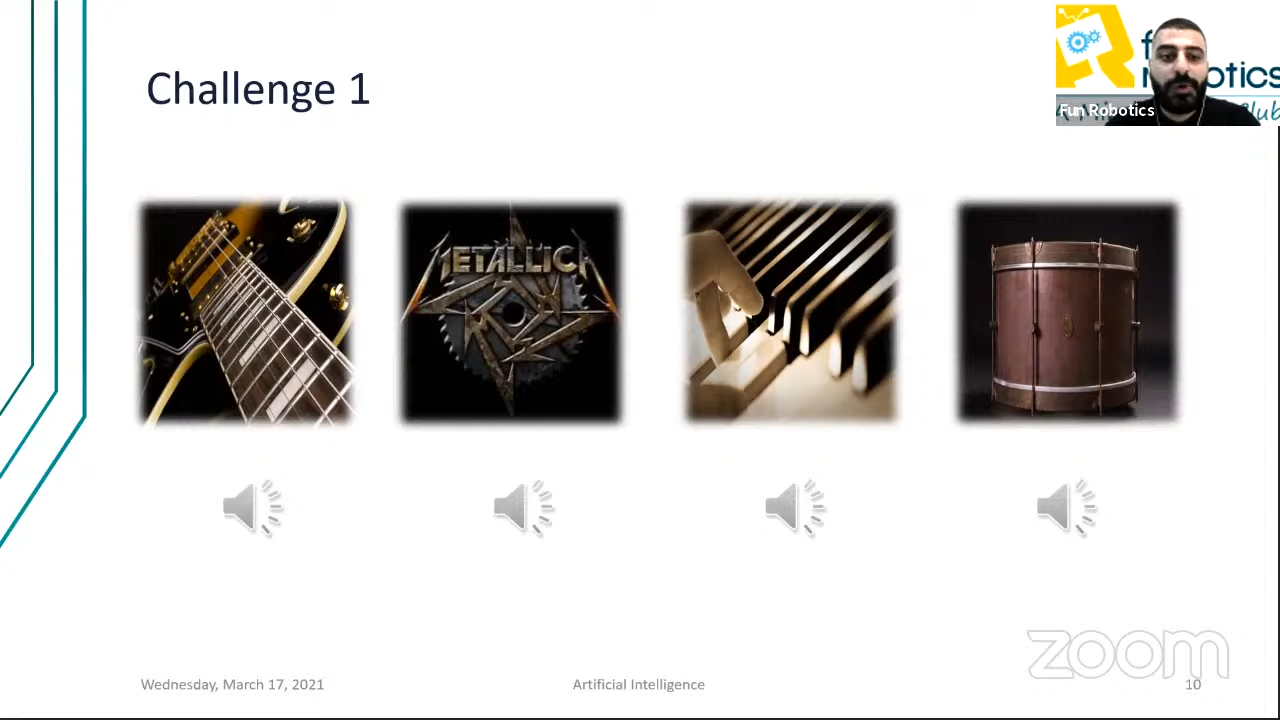 Challenge 1
Fun Robotics
METALLICA
Wednesday, March 17, 2021
Artificial Intelligence
10
zoom